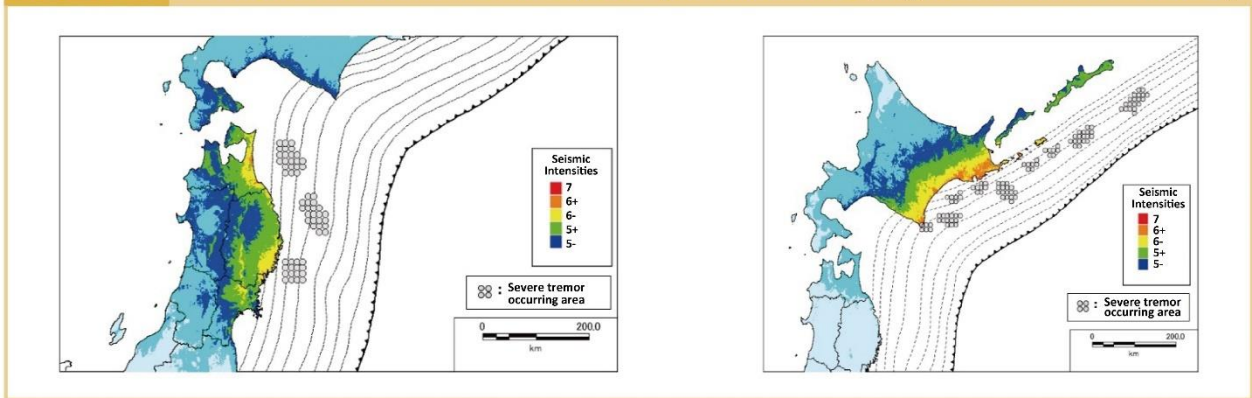 Seismic
Intensities
7
6+
6-
5+
5-
: Severe tremor
occurring area
0 200.0
km
Seismic
Intensities
7
6+
6-
5+
5-
: Severe tremor
occurring area
0 200.0
km